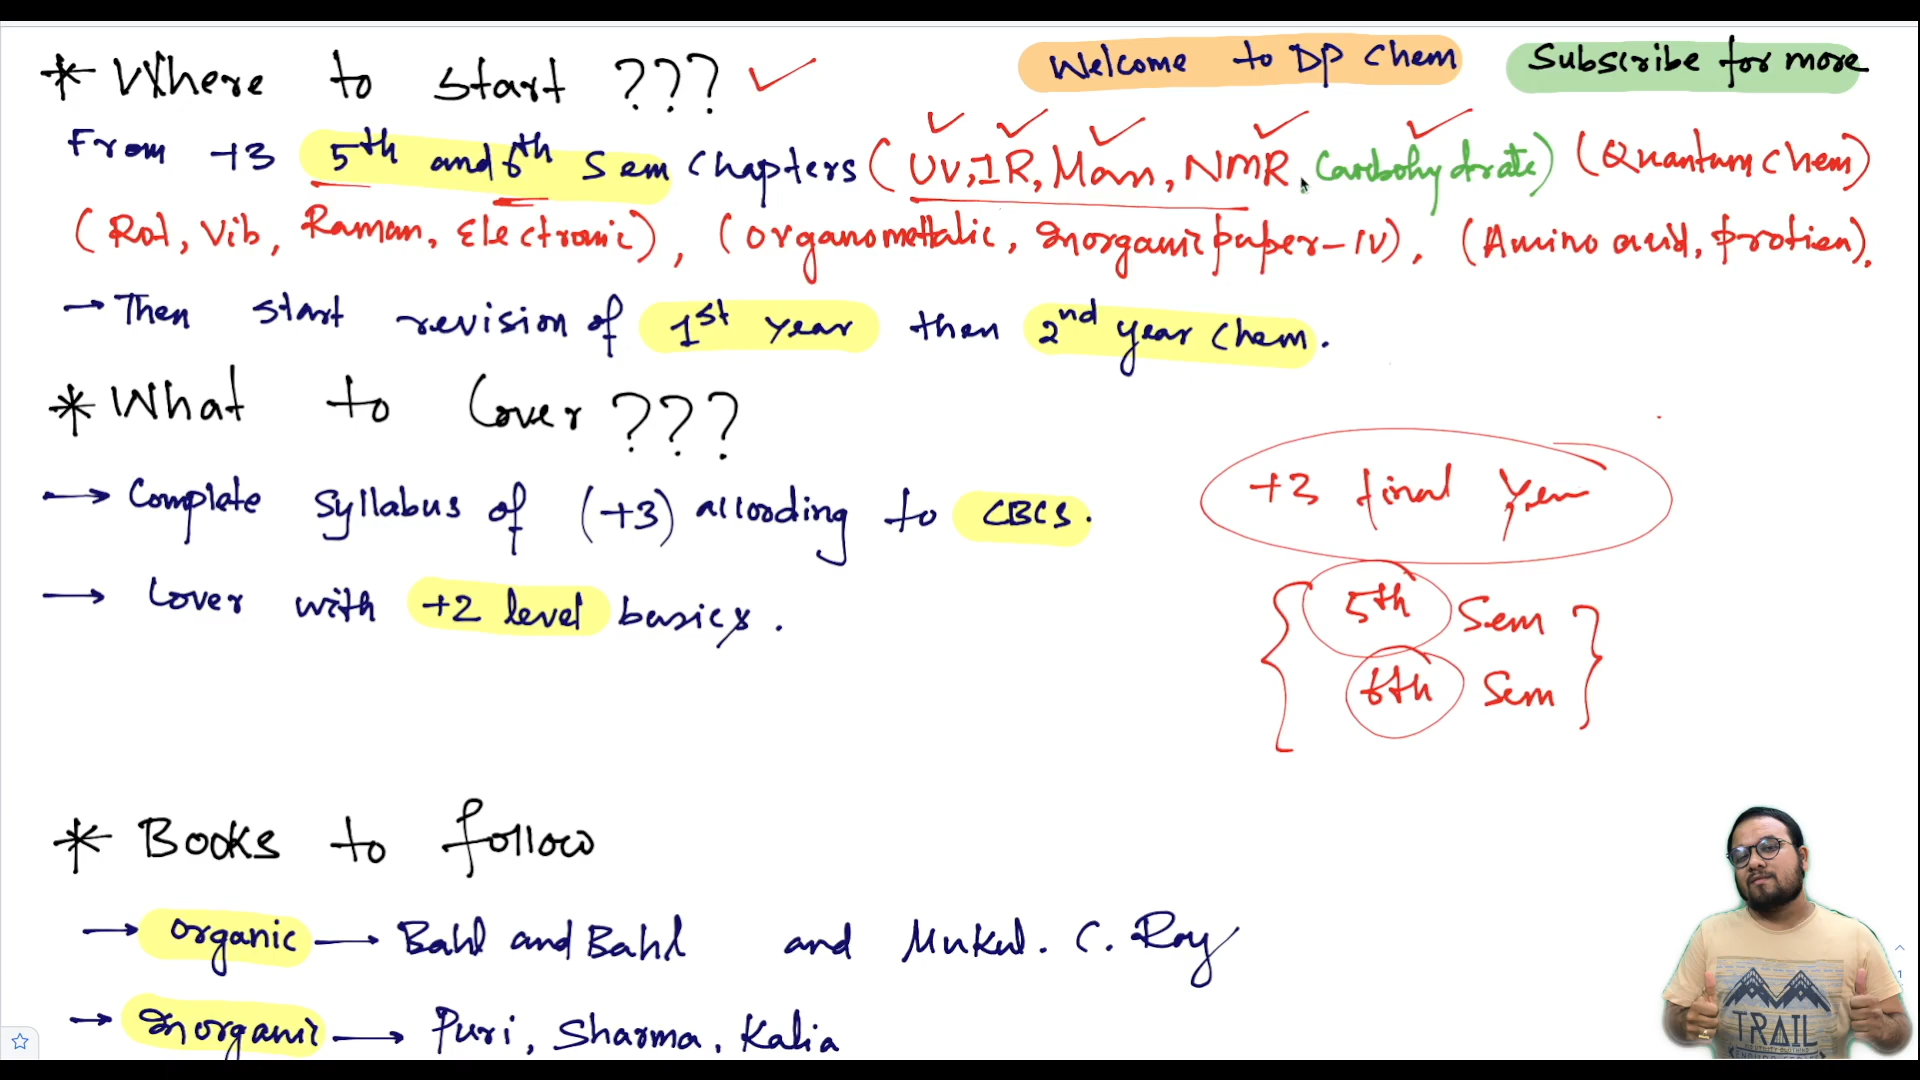 * Where to start ??? ✓
Welcome to DP Chem
Subscribe for more
From +3 5th and 6th Sem Chapters (UV, IR, Mass, NMR, Carbohydrate) (Quantum Chem)
(Rot, Vib, Raman, Electronic), (Organomettalic, Inorganic paper-IV), (Amino acid, Protien).
→ Then start revision of 1st year then 2nd year Chem.
* What to Cover ???
→ Complete Syllabus of (+3) according to CBCS.
→ Cover with +2 level basics.
+3 final Year
5th Sem
6th Sem
* Books to follow
→ Organic → Bahl and Bahl and Mukul. C. Roy
→ Inorganic → Puri, Sharma, Kalia
TRAIL